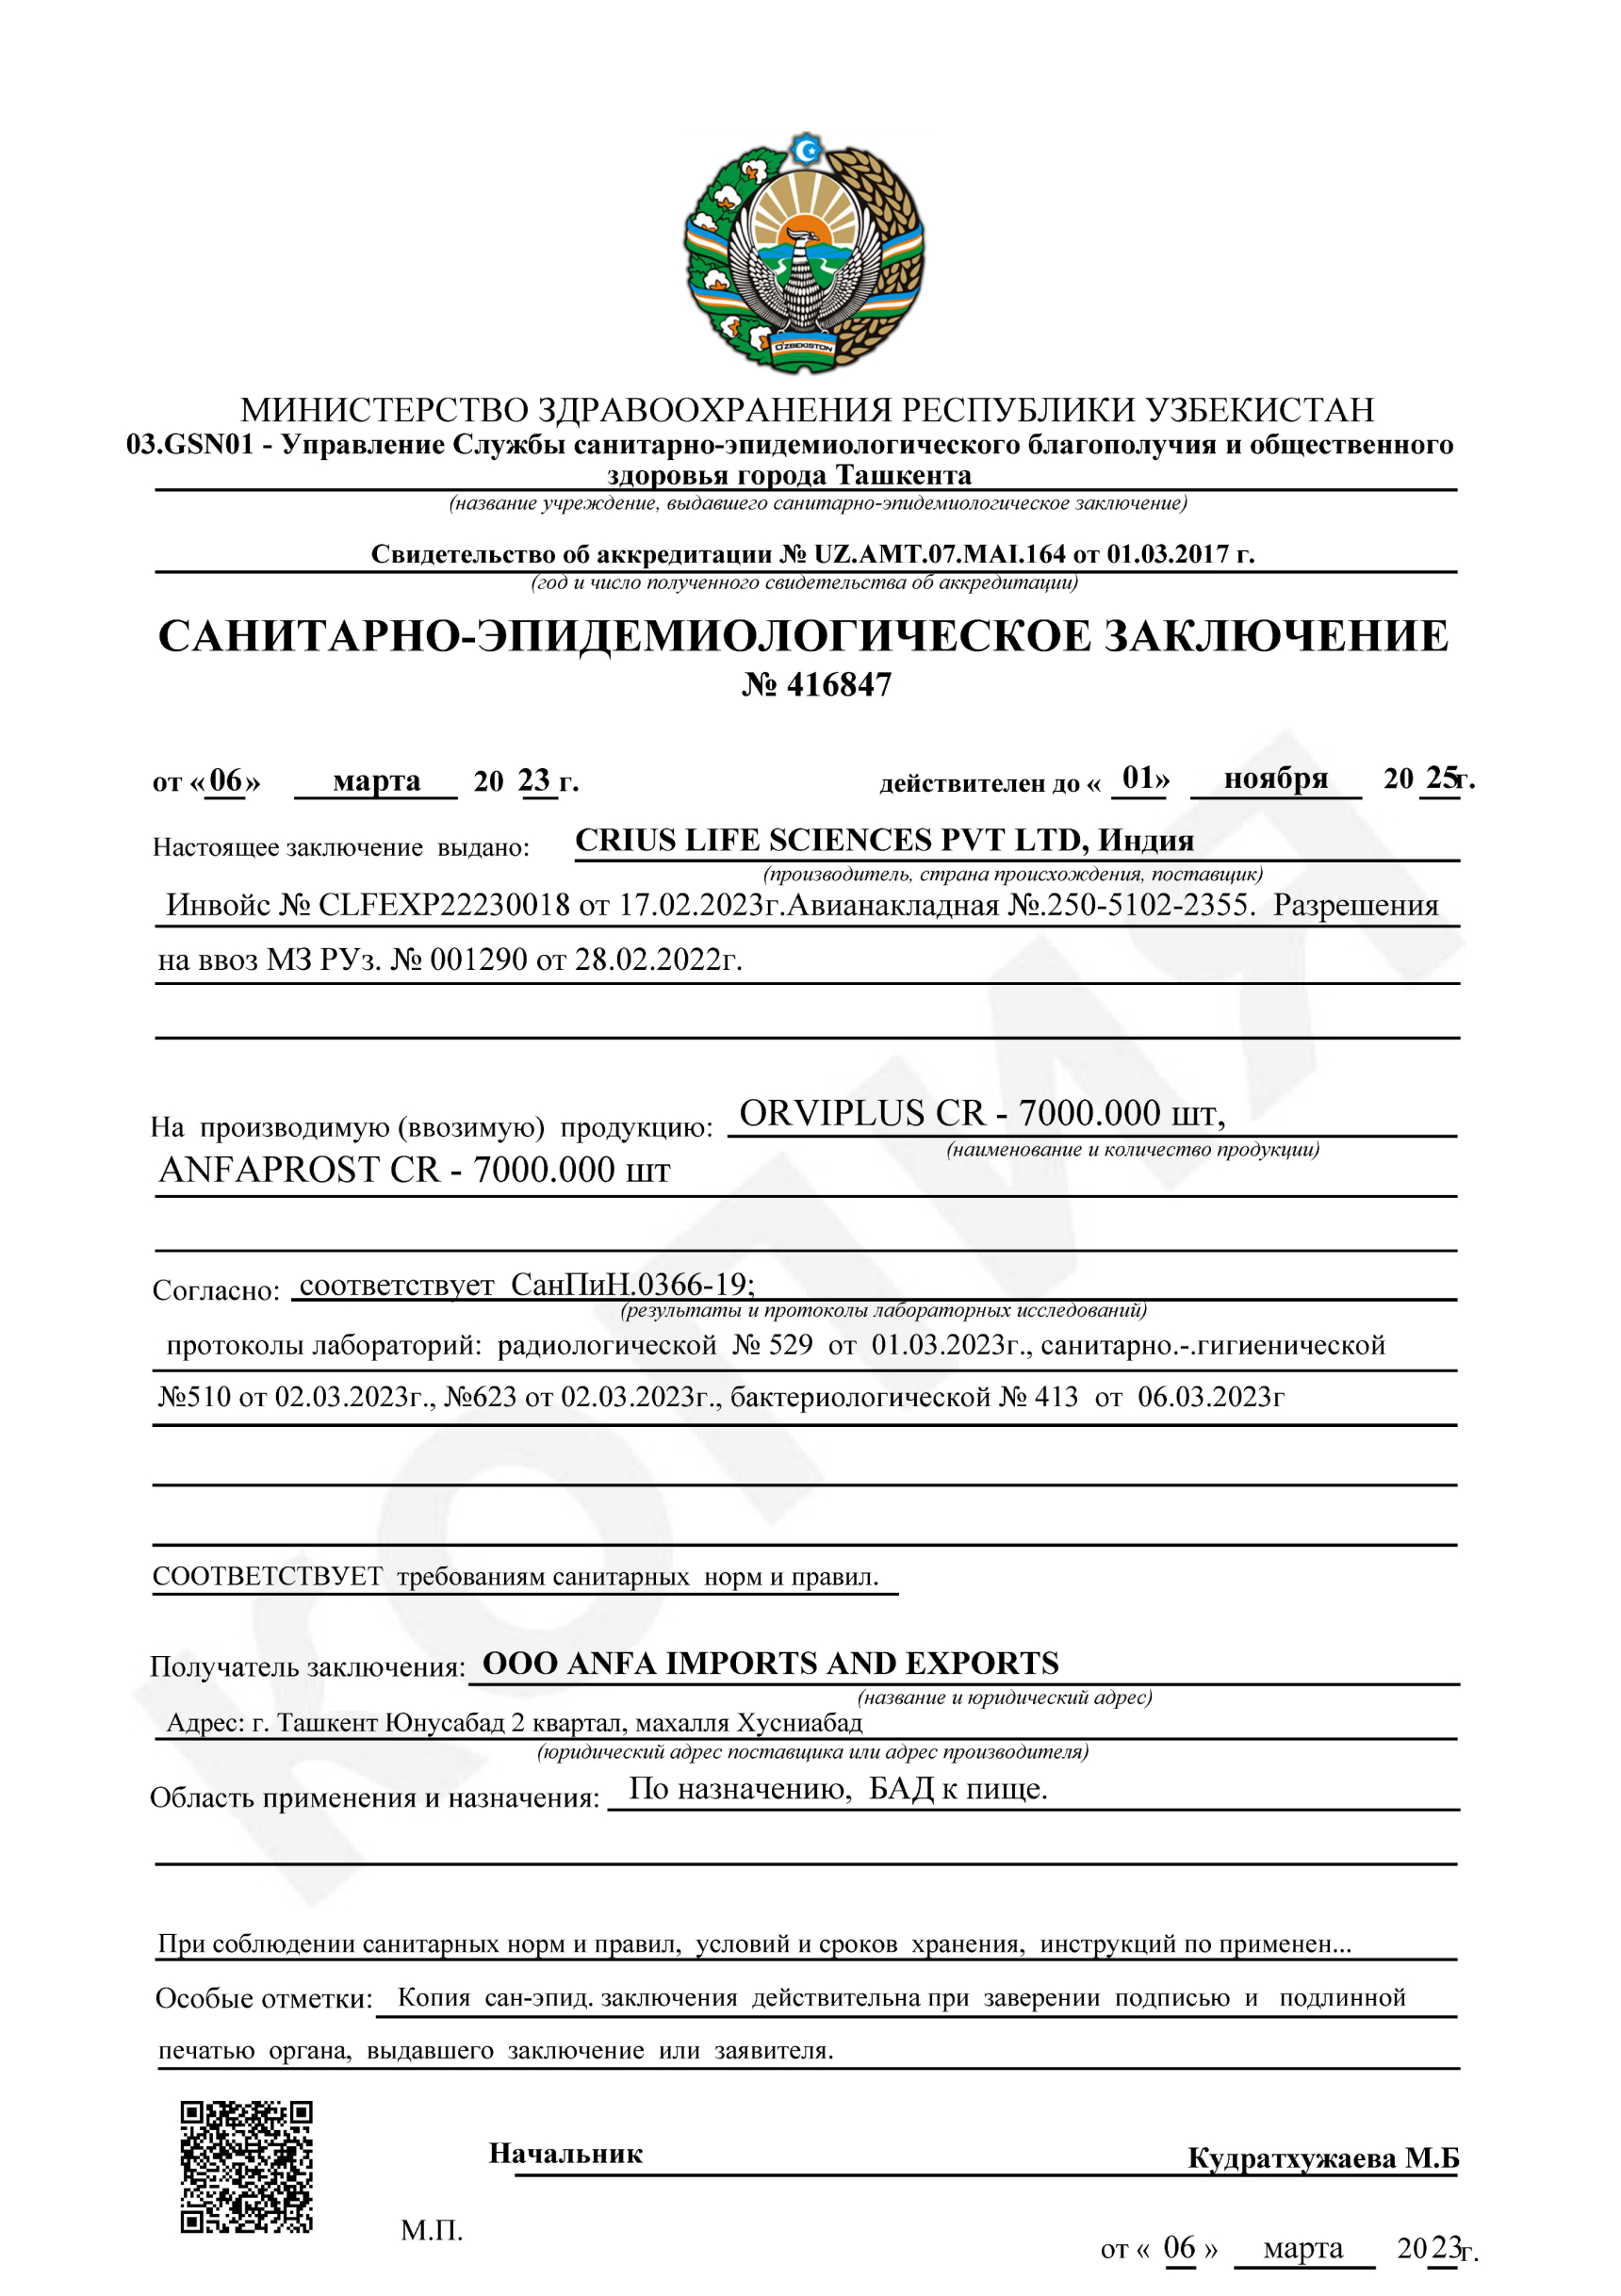 O'ZBEKISTON
МИНИСТЕРСТВО ЗДРАВООХРАНЕНИЯ РЕСПУБЛИКИ УЗБЕКИСТАН
03.GSN01 - Управление Службы санитарно-эпидемиологического благополучия и общественного
здоровья города Ташкента
(название учреждение, выдавшего санитарно-эпидемиологическое заключение)
Свидетельство об аккредитации № UZ.AMT.07.MAI.164 от 01.03.2017 г.
(год и число полученного свидетельства об аккредитации)
САНИТАРНО-ЭПИДЕМИОЛОГИЧЕСКОЕ ЗАКЛЮЧЕНИЕ
№ 416847
от «06» марта 20 23 г. действителен до « 01» ноября 20 25г.
Настоящее заключение выдано: CRIUS LIFE SCIENCES PVT LTD, Индия
(производитель, страна происхождения, поставщик)
Инвойс № CLFEXP22230018 от 17.02.2023г.Авианакладная №.250-5102-2355. Разрешения
на ввоз МЗ РУз. № 001290 от 28.02.2022г.
На производимую (ввозимую) продукцию: ORVIPLUS CR - 7000.000 шт,
(наименование и количество продукции)
ANFAPROST CR - 7000.000 шт
Согласно: соответствует СанПиН.0366-19;
(результаты и протоколы лабораторных исследований)
протоколы лабораторий: радиологической № 529 от 01.03.2023г., санитарно.-.гигиенической
№510 от 02.03.2023г., №623 от 02.03.2023г., бактериологической № 413 от 06.03.2023г
СООТВЕТСТВУЕТ требованиям санитарных норм и правил.
Получатель заключения: ООО ANFA IMPORTS AND EXPORTS
(название и юридический адрес)
Адрес: г. Ташкент Юнусабад 2 квартал, махалля Хусниабад
(юридический адрес поставщика или адрес производителя)
Область применения и назначения: По назначению, БАД к пище.
При соблюдении санитарных норм и правил, условий и сроков хранения, инструкций по применен...
Особые отметки: Копия сан-эпид. заключения действительна при заверении подписью и подлинной
печатью органа, выдавшего заключение или заявителя.
Начальник Кудратхужаева М.Б
М.П.
от « 06 » марта 2023г.
КОПИЯ